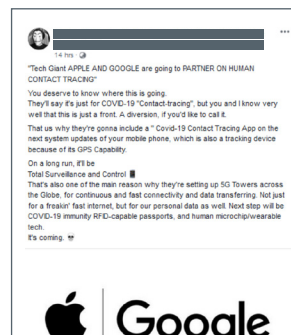 14 hrs ·
"Tech Giant APPLE AND GOOGLE are going to PARTNER ON HUMAN
CONTACT TRACING"
You deserve to know where this is going.
They'll say it's just for COVID-19 "Contact-tracing", but you and I know very
well that this is just a front. A diversion, if you'd like to call it.
That us why they're gonna include a " Covid-19 Contact Tracing App on the
next system updates of your mobile phone, which is also a tracking device
because of its GPS Capability.
On a long run, it'll be
Total Surveillance and Control
That's also one of the main reason why they're setting up 5G Towers across
the Globe, for continuous and fast connectivity and data transferring. Not just
for a freakin' fast internet, but for our personal data as well. Next step will be
COVID-19 immunity RFID-capable passports, and human microchip/wearable
tech.
It's coming.
Google